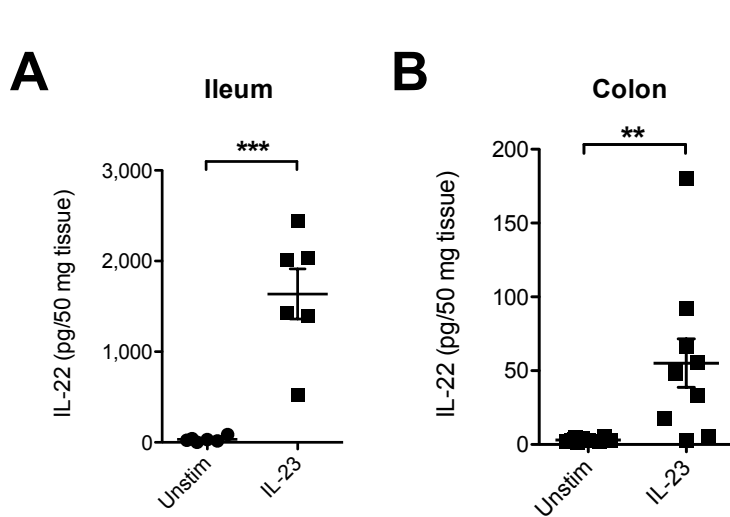 A
Ileum
***
IL-22 (pg/50 mg tissue)
3,000
2,000
1,000
0
Unstim
IL-23
B
Colon
**
IL-22 (pg/50 mg tissue)
200
150
100
50
0
Unstim
IL-23